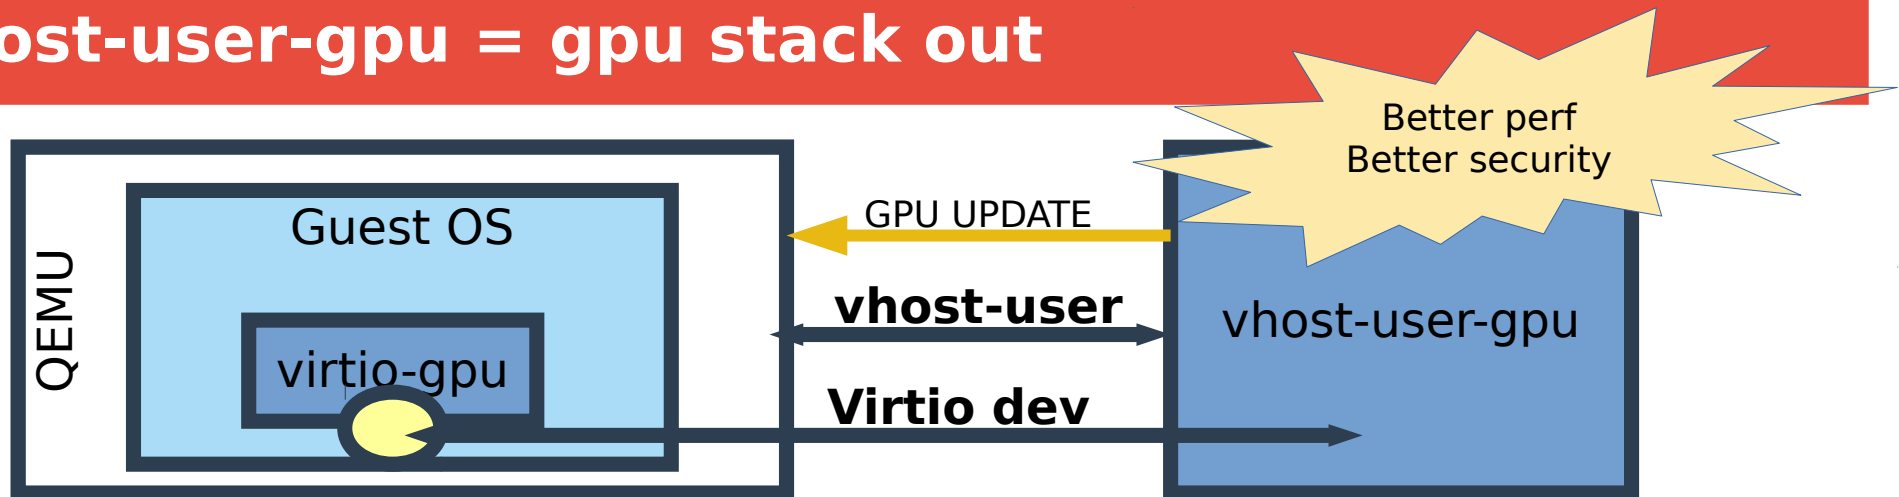 ost-user-gpu = gpu stack out
Better perf
Better security
QEMU
Guest OS
virtio-gpu
GPU UPDATE
vhost-user
Virtio dev
vhost-user-gpu